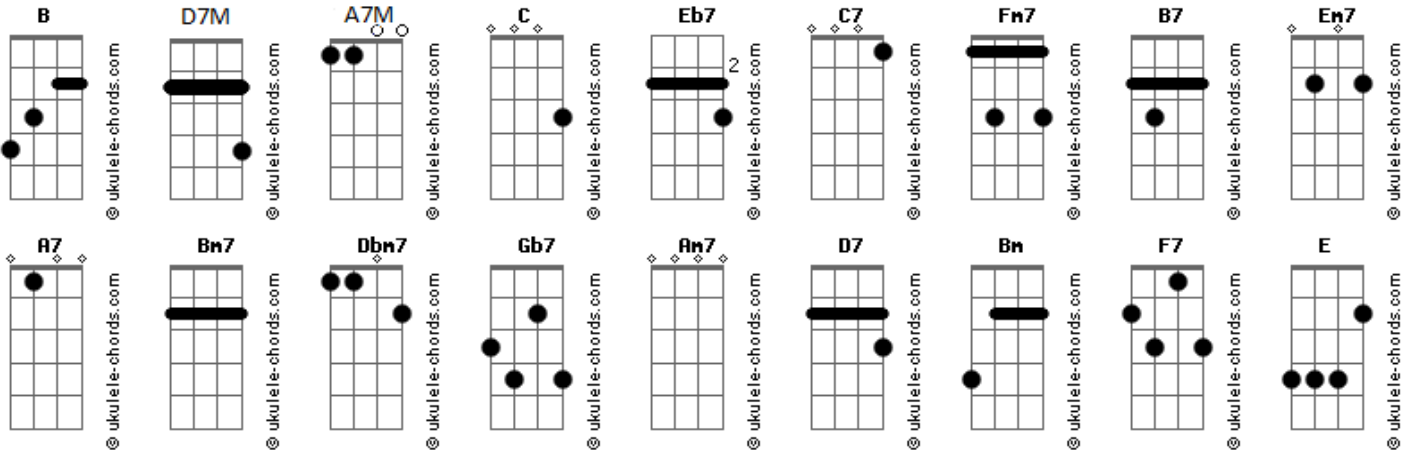 B D7M A7M C Eb7 C7 Fm7 B7 Em7
2
© ukulele-chords.com © ukulele-chords.com © ukulele-chords.com © ukulele-chords.com © ukulele-chords.com © ukulele-chords.com © ukulele-chords.com © ukulele-chords.com © ukulele-chords.com
A7 Bm7 Dbm7 Gb7 Am7 D7 Bm F7 E
© ukulele-chords.com © ukulele-chords.com © ukulele-chords.com © ukulele-chords.com © ukulele-chords.com © ukulele-chords.com © ukulele-chords.com © ukulele-chords.com © ukulele-chords.com